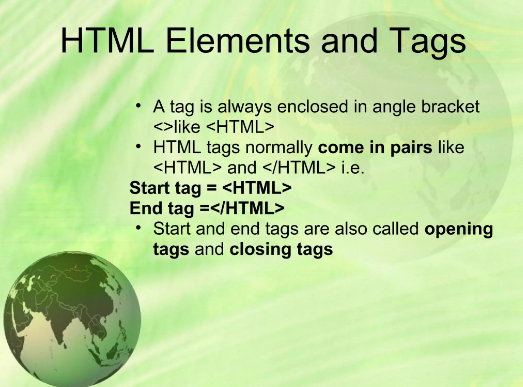 HTML Elements and Tags
• A tag is always enclosed in angle bracket
<>like <HTML>
• HTML tags normally come in pairs like
<HTML> and </HTML> i.e.
Start tag = <HTML>
End tag =</HTML>
• Start and end tags are also called opening
tags and closing tags